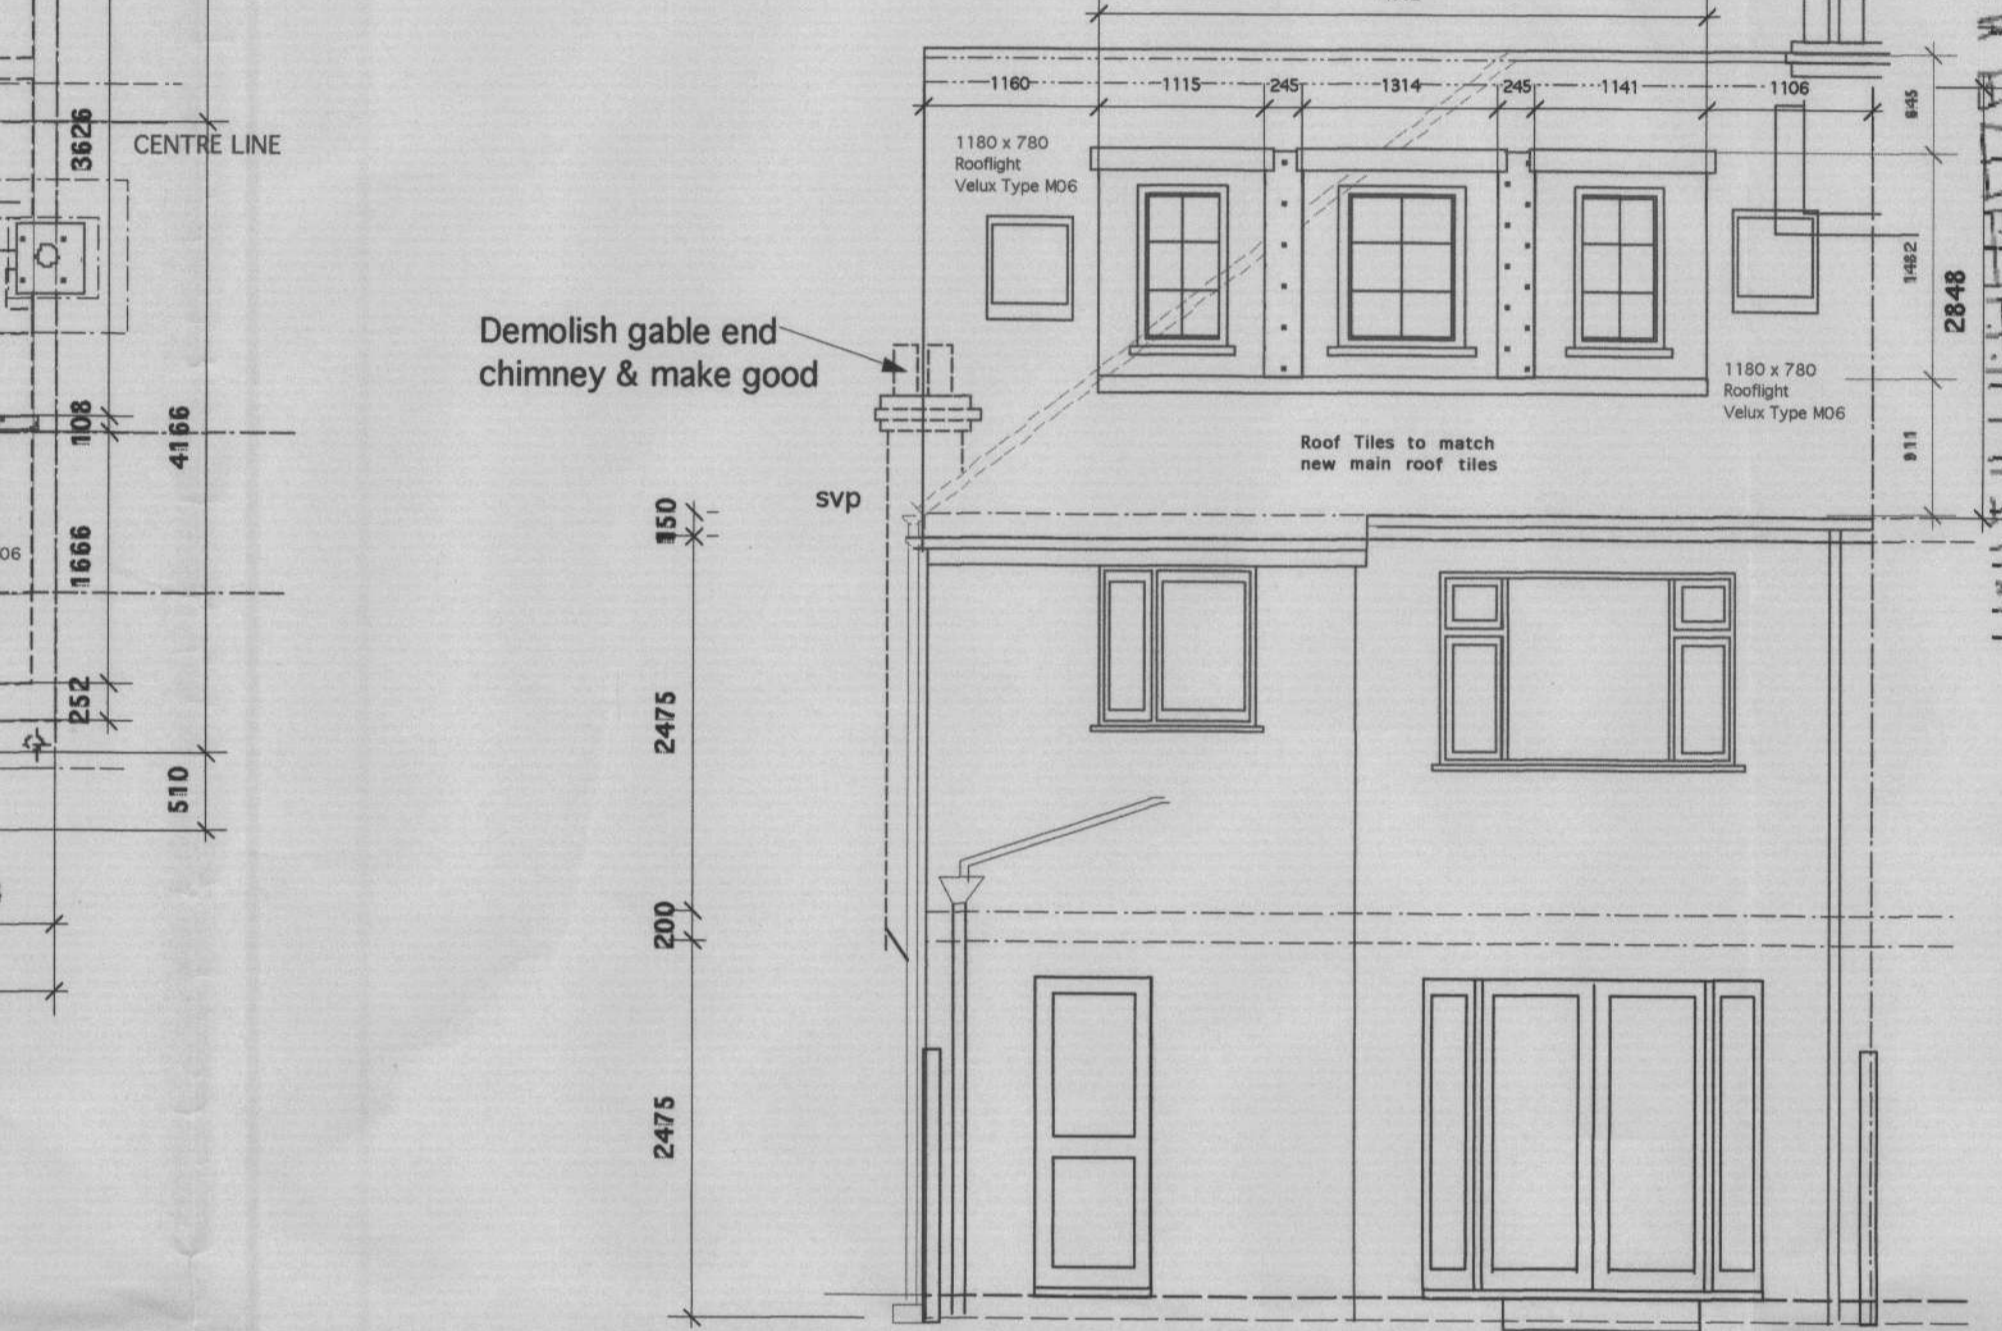 1160
1115
245
1314
245
1141
1106
3626
CENTRE LINE
1180 x 780
Rooflight
Velux Type M06
645
1482
2848
Demolish gable end
chimney & make good
1180 x 780
Rooflight
Velux Type M06
108
4166
911
Roof Tiles to match
new main roof tiles
svp
150
06
1666
252
2475
510
200
2475